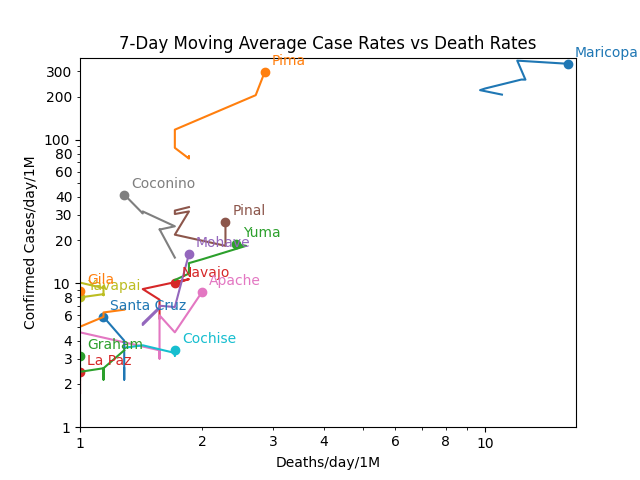 7-Day Moving Average Case Rates vs Death Rates
Maricopa
Pima
Coconino
Pinal
Yuma
Mohave
Navajo
Apache
Gila
Yavapai
Santa Cruz
Cochise
Graham
La Paz
Confirmed Cases/day/1M
300
200
100
80
60
40
30
20
10
8
6
4
3
2
1
1 2 3 4 6 8 10
Deaths/day/1M